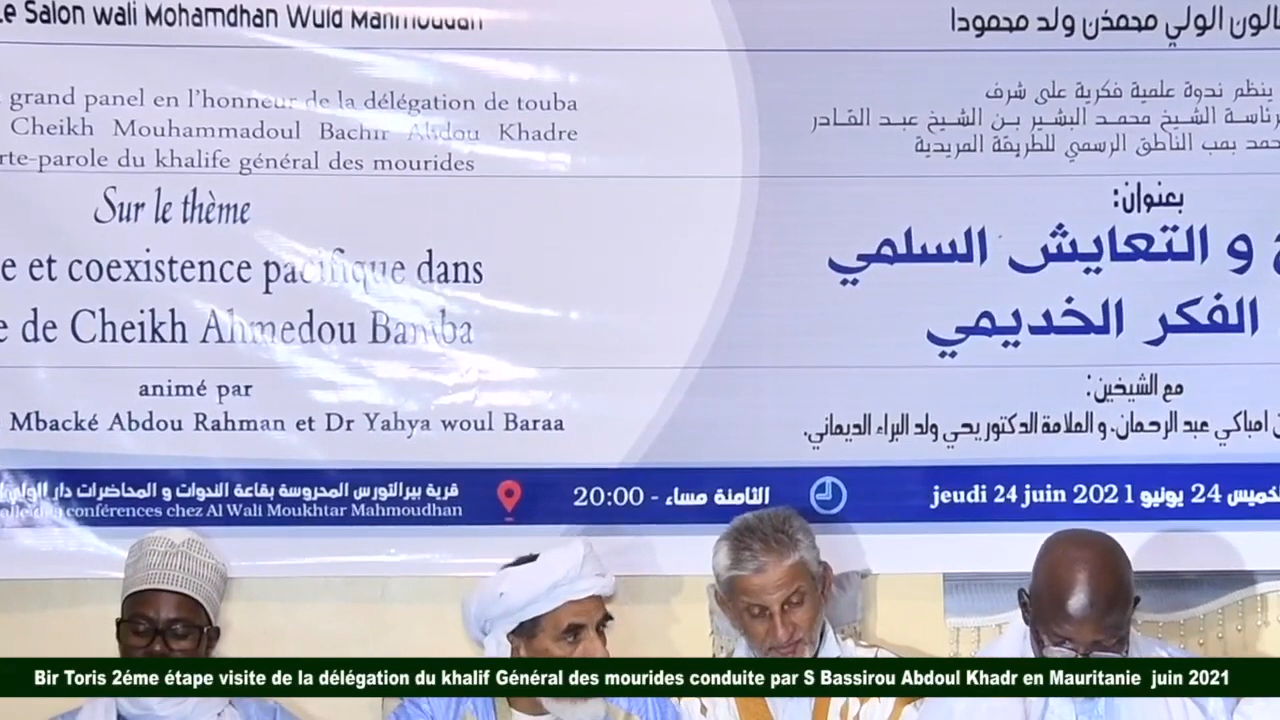 Le Salon wali Mohamdhan Wuld Mahmoudan
grand panel en l'honneur de la délégation de touba
Cheikh Mouhammadoul Bachir Abdou Khadre
rte-parole du khalife général des mourides
Sur le thème
e et coexistence pacifique dans
e de Cheikh Ahmedou Bamba
animé par
Mbacké Abdou Rahman et Dr Yahya woul Baraa
الون الولي محمذن ولد محمودا
ينظم ندوة علمية فكرية على شرف
رئاسة الشيخ محمد البشير بن الشيخ عبد القادر
حمد بمب الناطق الرسمي للطريقة المريدية
بعنوان:
و التعايش السلمي
الفكر الخديمي
مع الشيخين:
امباكي عبد الرحمان. و العلامة الدكتور يحي ولد البراء الديماني.
قرية بيرالتورس المحروسة بقاعة الندوات و المحاضرات دار الولي
des conférences chez Al Wali Moukhtar Mahmoudhan
الثامنة مساء - 20:00
الخميس 24 يونيو 2021 jeudi 24 juin
Bir Toris 2éme étape visite de la délégation du khalif Général des mourides conduite par S Bassirou Abdoul Khadr en Mauritanie juin 2021